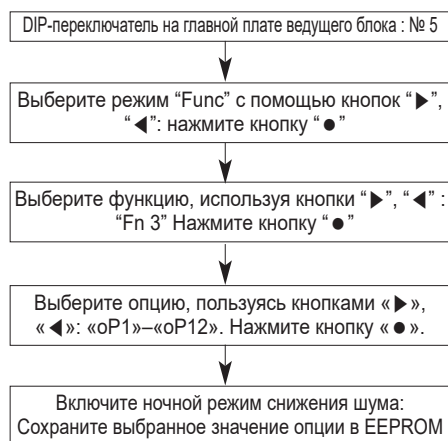 DIP-переключатель на главной плате ведущего блока : № 5
Выберите режим “Func” с помощью кнопок “▶”,
“◀”: нажмите кнопку “●”
Выберите функцию, используя кнопки “▶”, “◀” :
“Fn 3” Нажмите кнопку “●”
Выберите опцию, пользуясь кнопками «▶»,
«◀»: «oP1»–«oP12». Нажмите кнопку «●».
Включите ночной режим снижения шума:
Сохраните выбранное значение опции в EEPROM